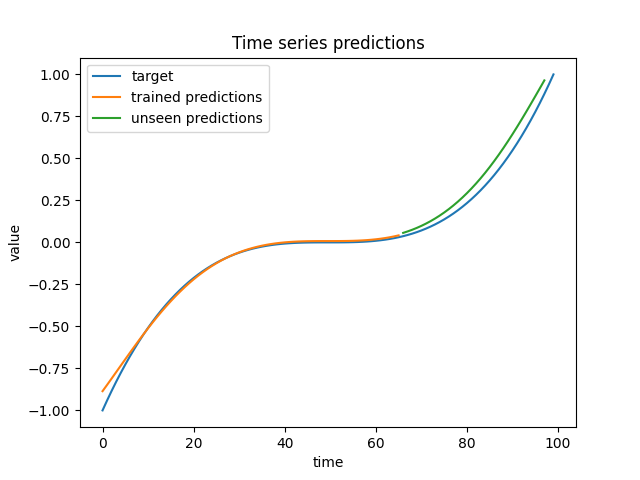 Time series predictions
target
trained predictions
unseen predictions
1.00
0.75
0.50
0.25
0.00
−0.25
−0.50
−0.75
−1.00
value
0 20 40 60 80 100
time